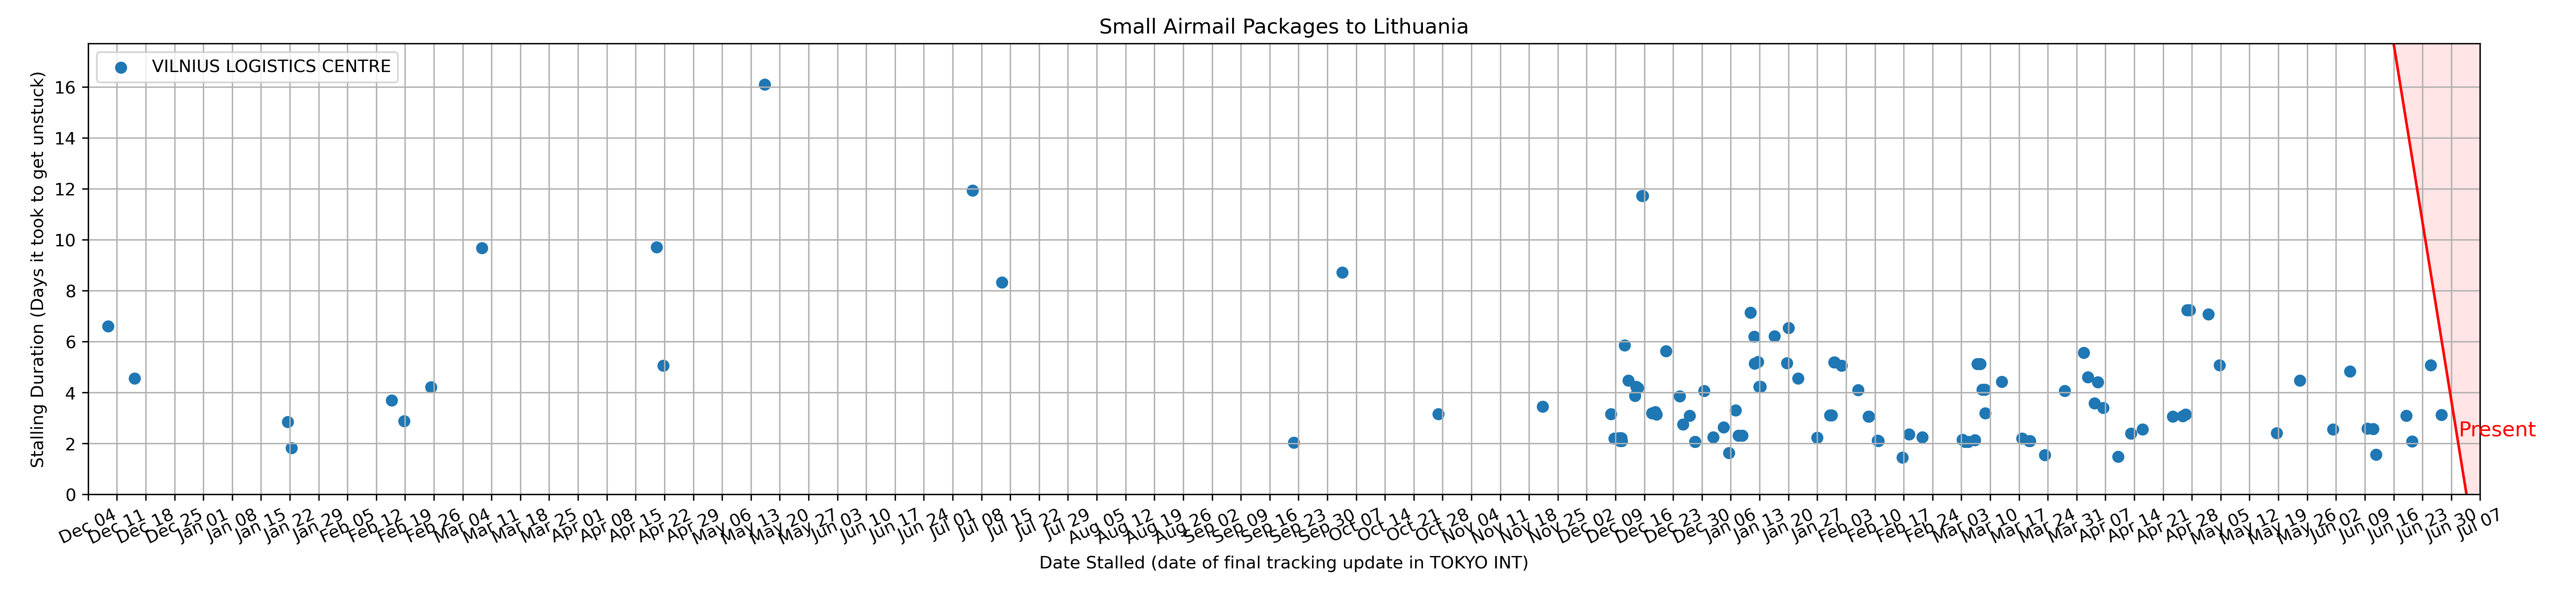 Small Airmail Packages to Lithuania
VILNIUS LOGISTICS CENTRE
Stalling Duration (Days it took to get unstuck)
16
14
12
10
8
6
4
2
0
Present
Dec 04 Dec 11 Dec 18 Dec 25 Jan 01 Jan 08 Jan 15 Jan 22 Jan 29 Feb 05 Feb 12 Feb 19 Feb 26 Mar 04 Mar 11 Mar 18 Mar 25 Apr 01 Apr 08 Apr 15 Apr 22 Apr 29 May 06 May 13 May 20 May 27 Jun 03 Jun 10 Jun 17 Jun 24 Jul 01 Jul 08 Jul 15 Jul 22 Jul 29 Aug 05 Aug 12 Aug 19 Aug 26 Sep 02 Sep 09 Sep 16 Sep 23 Sep 30 Oct 07 Oct 14 Oct 21 Oct 28 Nov 04 Nov 11 Nov 18 Nov 25 Dec 02 Dec 09 Dec 16 Dec 23 Dec 30 Jan 06 Jan 13 Jan 20 Jan 27 Feb 03 Feb 10 Feb 17 Feb 24 Mar 03 Mar 10 Mar 17 Mar 24 Mar 31 Apr 07 Apr 14 Apr 21 Apr 28 May 05 May 12 May 19 May 26 Jun 02 Jun 09 Jun 16 Jun 23 Jun 30 Jul 07
Date Stalled (date of final tracking update in TOKYO INT)